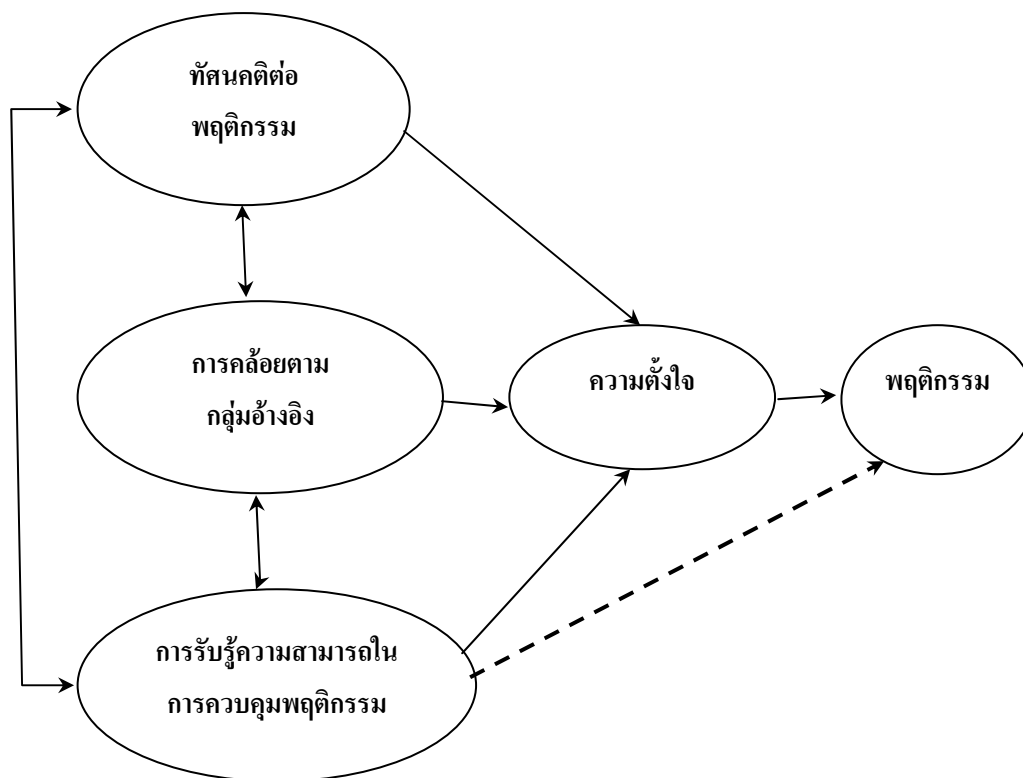 ทัศนคติต่อ
พฤติกรรม
การคล้อยตาม
กลุ่มอ้างอิง
ความตั้งใจ
พฤติกรรม
การรับรู้ความสามารถใน
การควบคุมพฤติกรรม